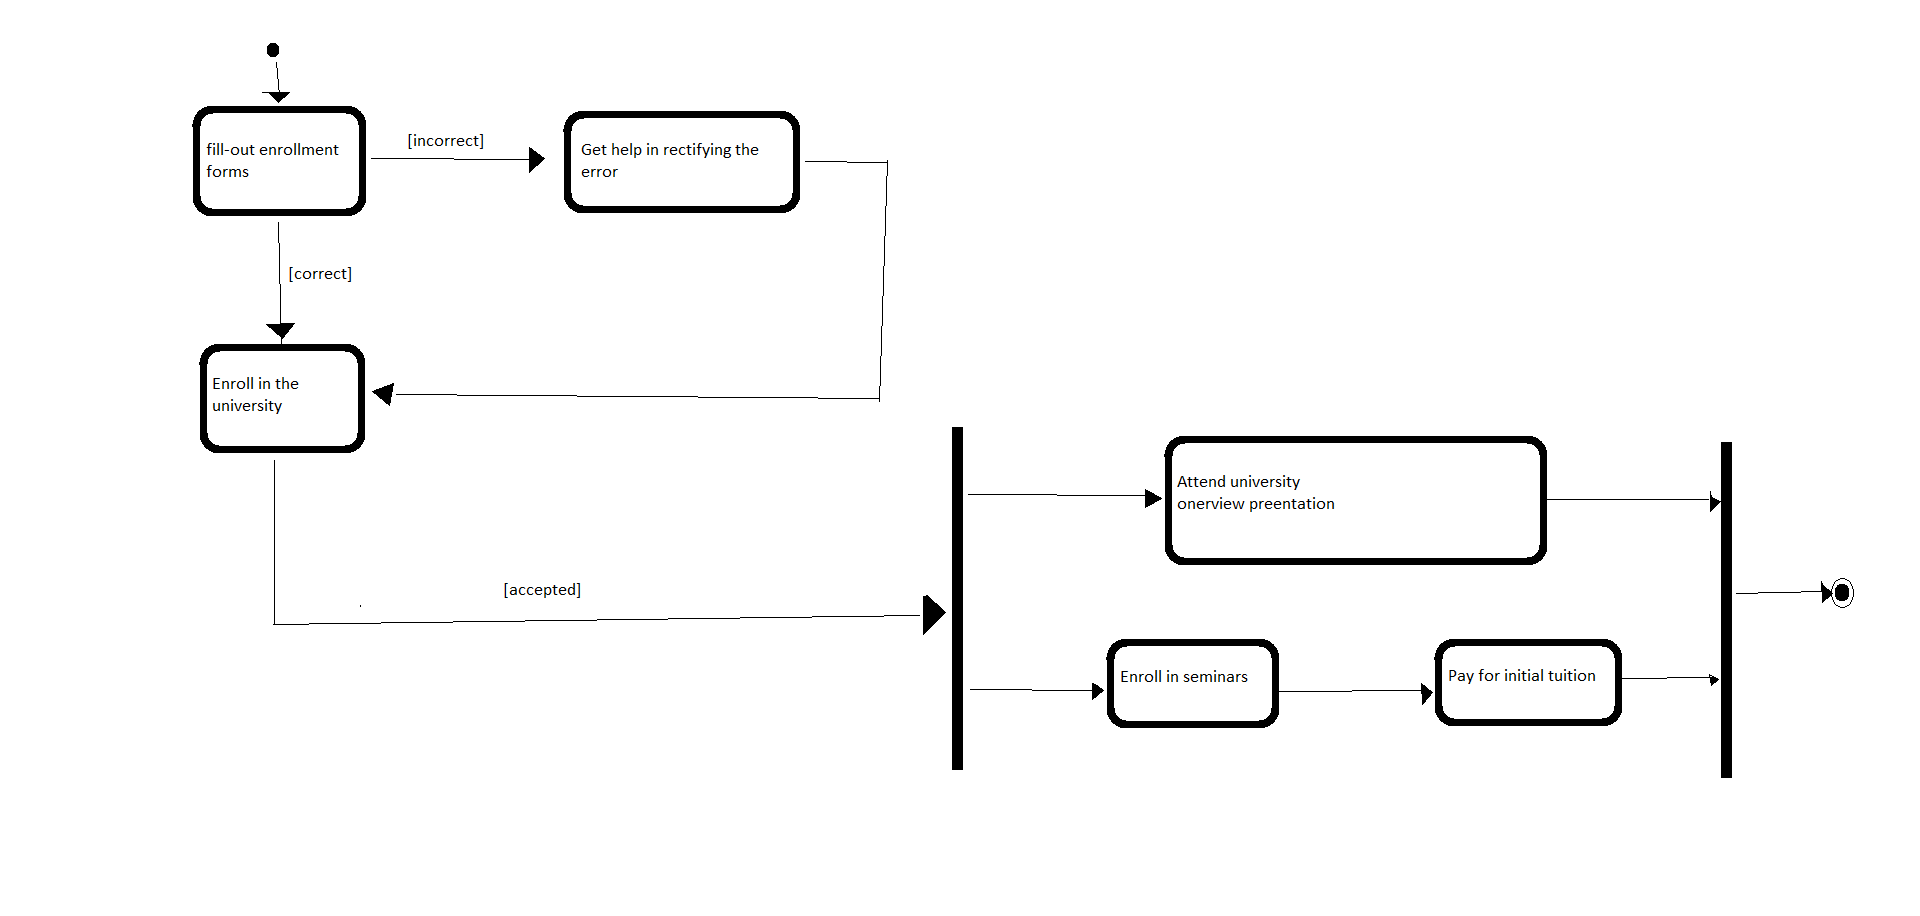 fill-out enrollment
forms
[incorrect]
Get help in rectifying the
error
[correct]
Enroll in the
university
[accepted]
Attend university
onerview preentation
Enroll in seminars
Pay for initial tuition